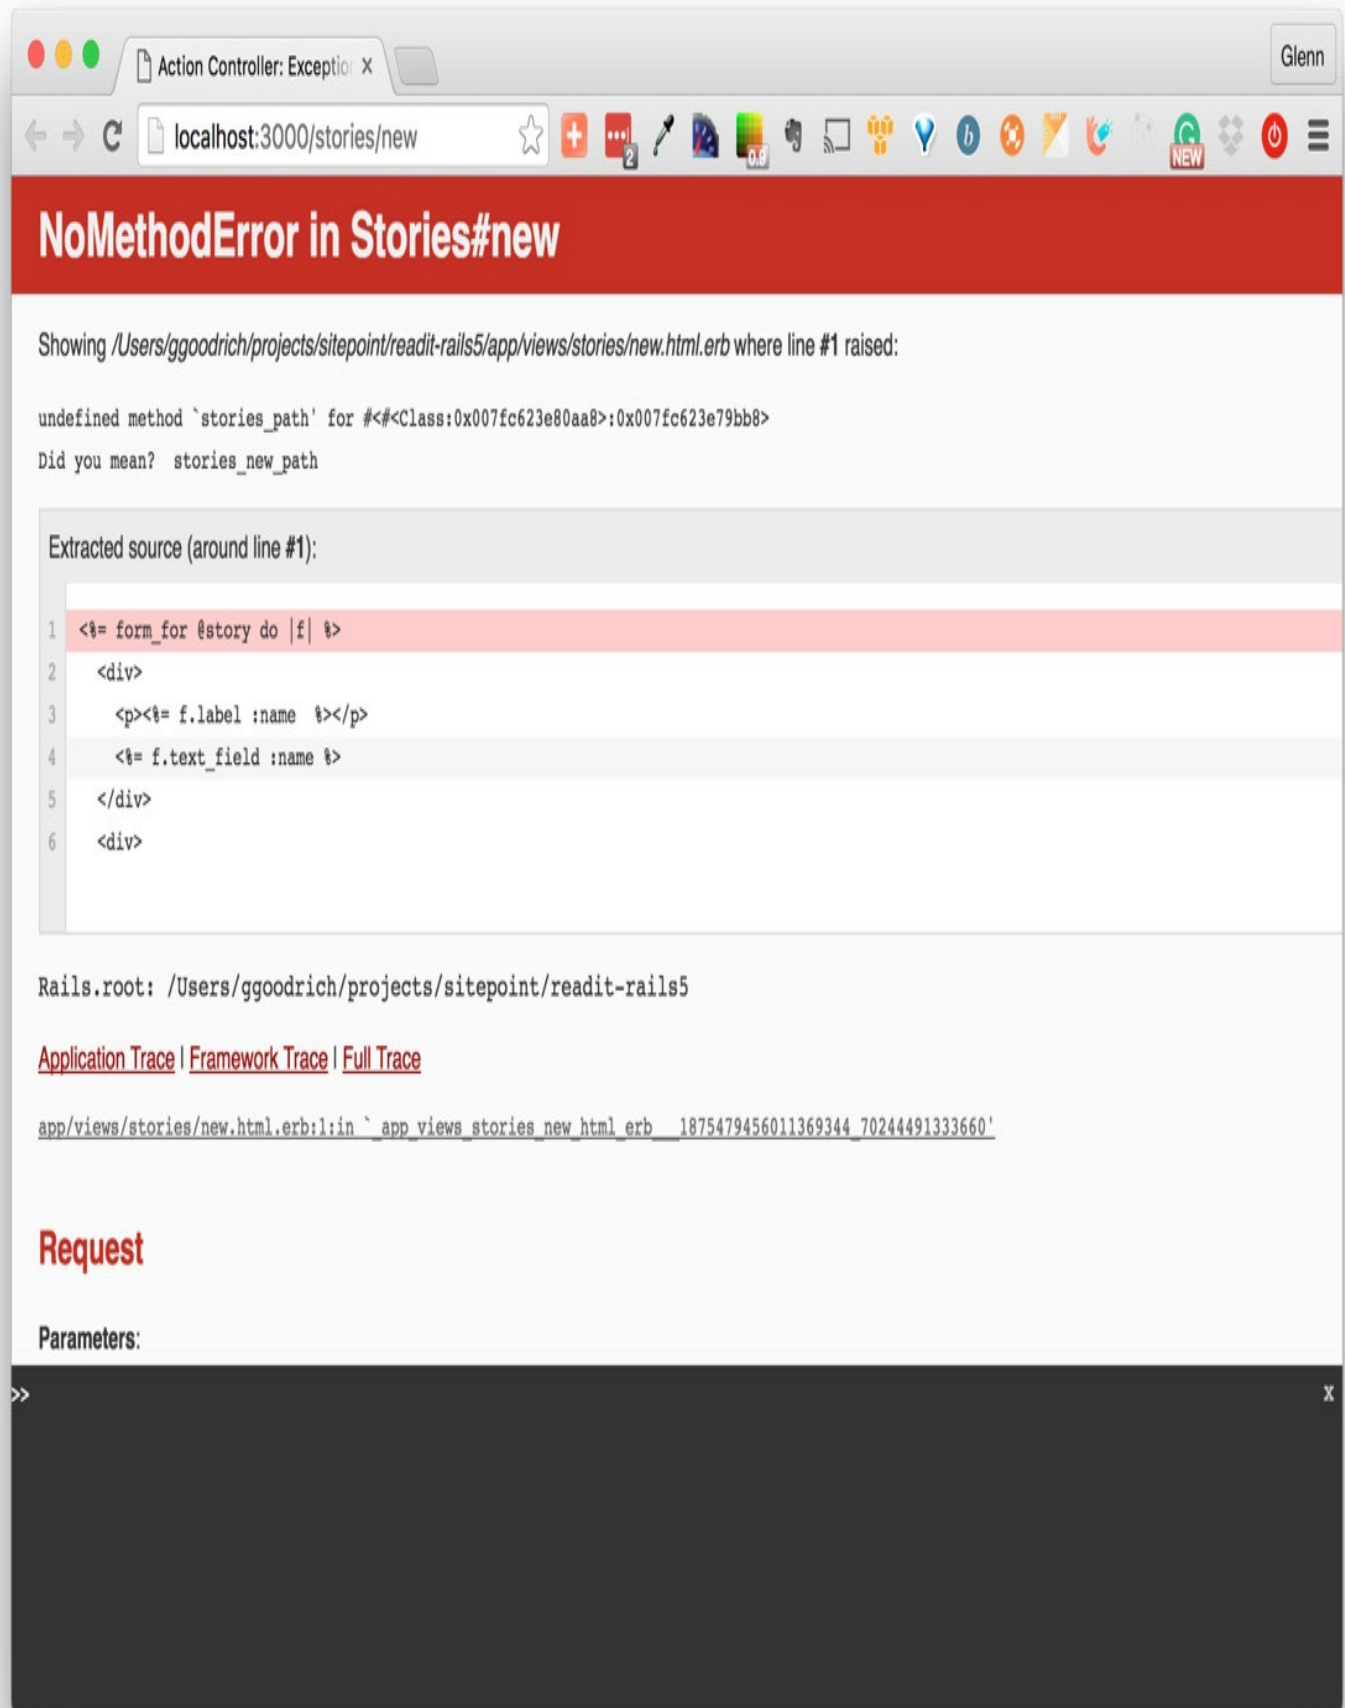 Action Controller: Exceptio ×
Glenn
localhost:3000/stories/new
2
0.9
b
NEW
NoMethodError in Stories#new
Showing /Users/ggoodrich/projects/sitepoint/readit-rails5/app/views/stories/new.html.erb where line #1 raised:
undefined method `stories_path' for #<#<Class:0x007fc623e80aa8>:0x007fc623e79bb8>
Did you mean?  stories_new_path
Extracted source (around line #1):
1 <%= form_for @story do |f| %>
2   <div>
3     <p><%= f.label :name  %></p>
4     <%= f.text_field :name %>
5   </div>
6   <div>
Rails.root: /Users/ggoodrich/projects/sitepoint/readit-rails5
Application Trace | Framework Trace | Full Trace
app/views/stories/new.html.erb:1:in `_app_views_stories_new_html_erb___1875479456011369344_70244491333660'
Request
Parameters:
>> x